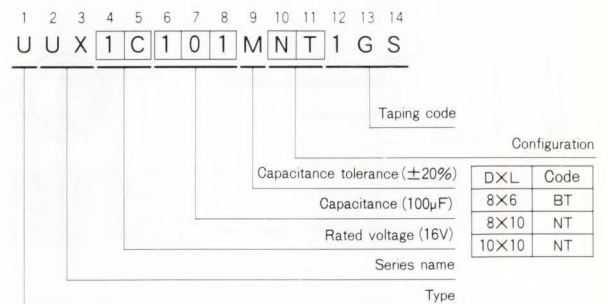 1 2 3 4 5 6 7 8 9 10 11 12 13 14
U U X 1 C 1 0 1 M N T 1 G S
Taping code
Configuration
Capacitance tolerance (±20%)
Capacitance (100μF)
Rated voltage (16V)
Series name
Type
D×L Code
8×6 BT
8×10 NT
10×10 NT